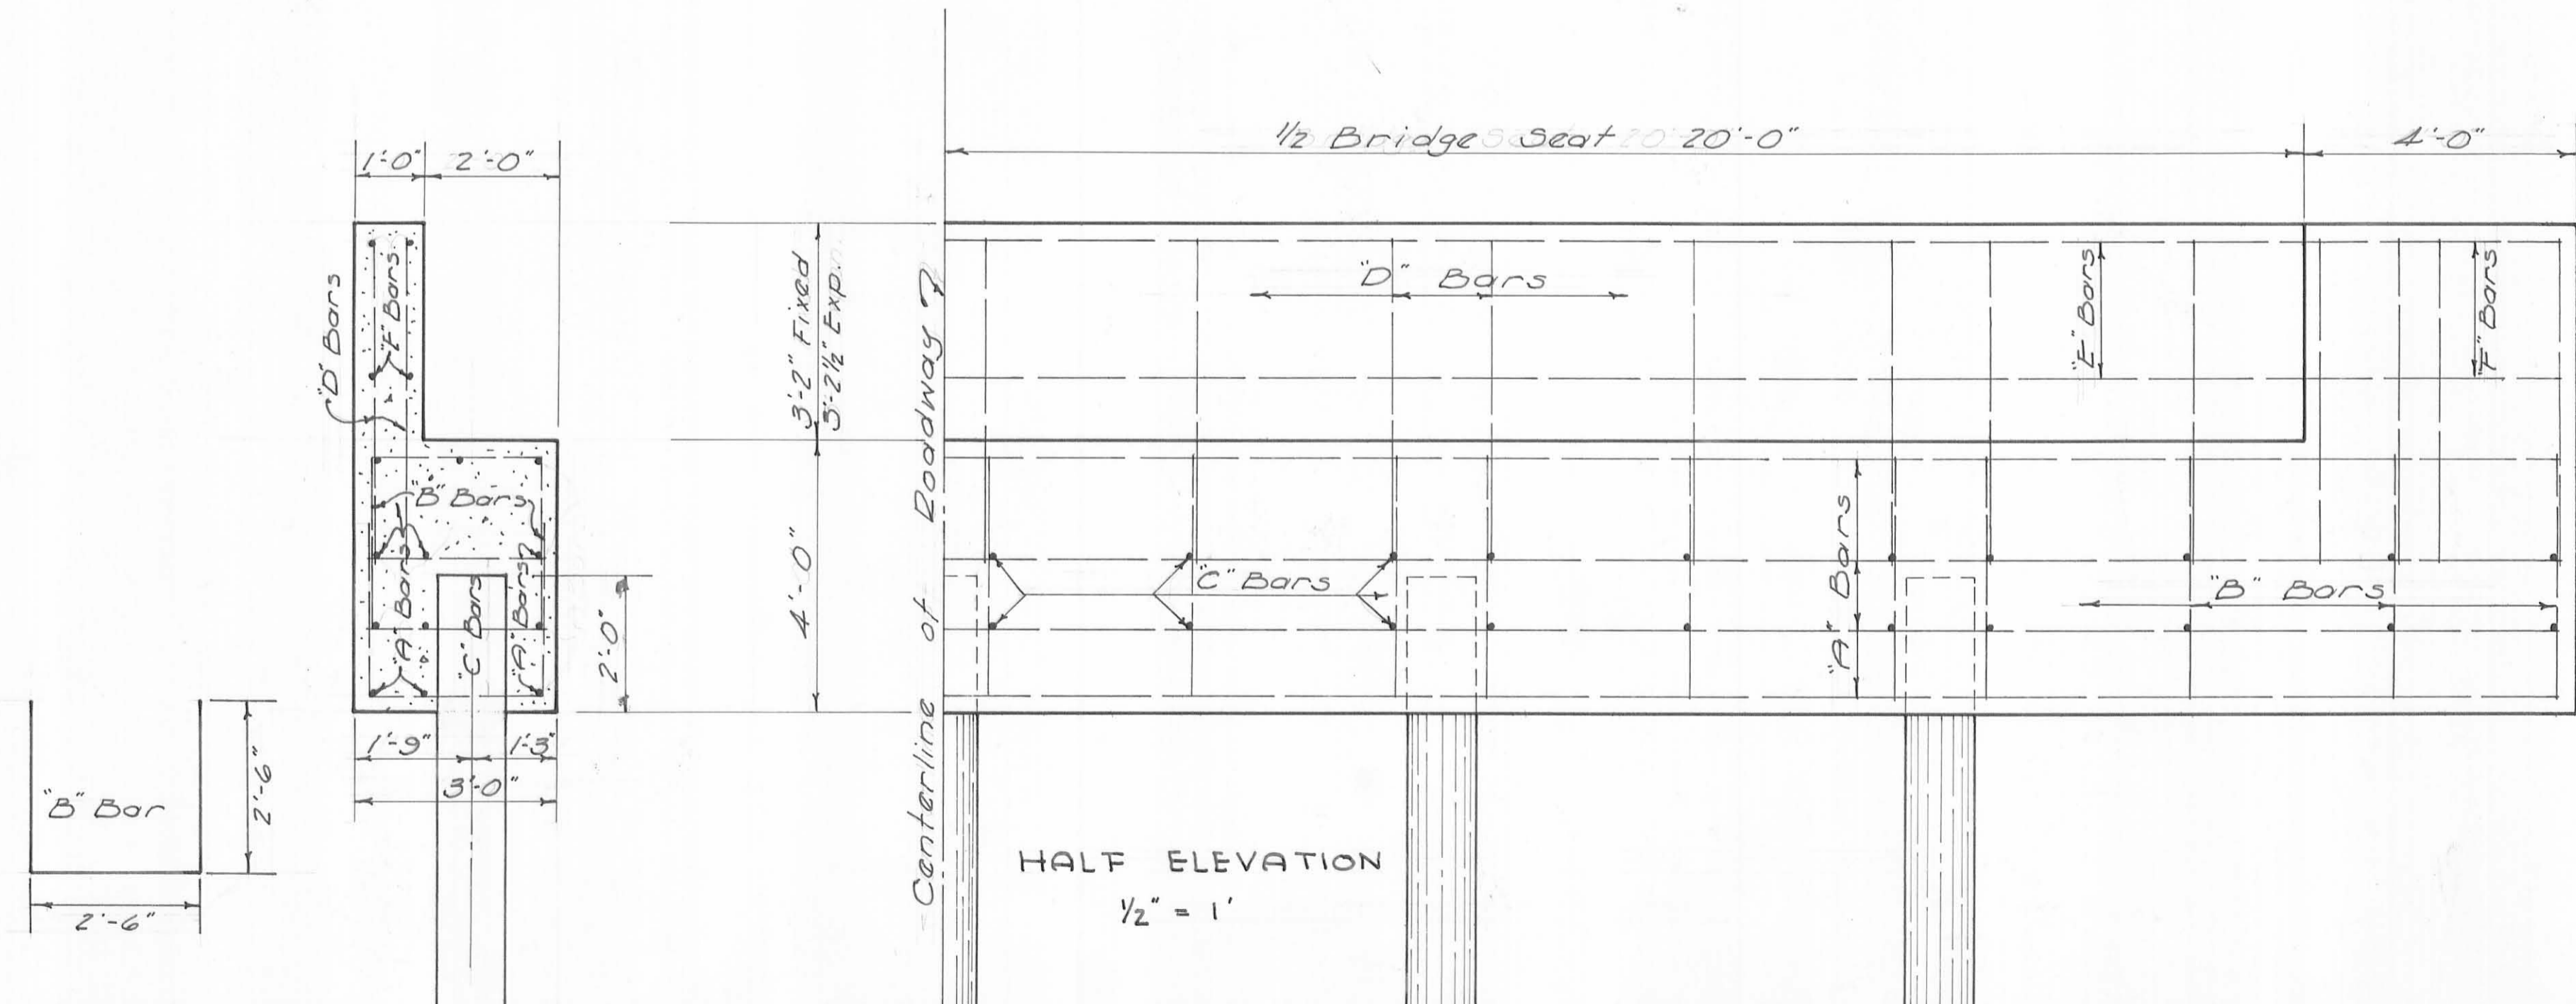 1'-0"
2'-0"
"D" Bars
"E" Bars
"B" Bars
"A" Bars
"C" Bars
"A" Bars
2'-0"
1'-9"
1'-3"
3'-0"
"B" Bar
2'-6"
2'-6"
3'-2" Fixed
3'-2½" Exp.
4'-0"
Centerline of Roadway
½ Bridge Seat 20'-0"
4'-0"
"D" Bars
"E" Bars
"F" Bars
"C" Bars
"A" Bars
"B" Bars
HALF ELEVATION
½" = 1'